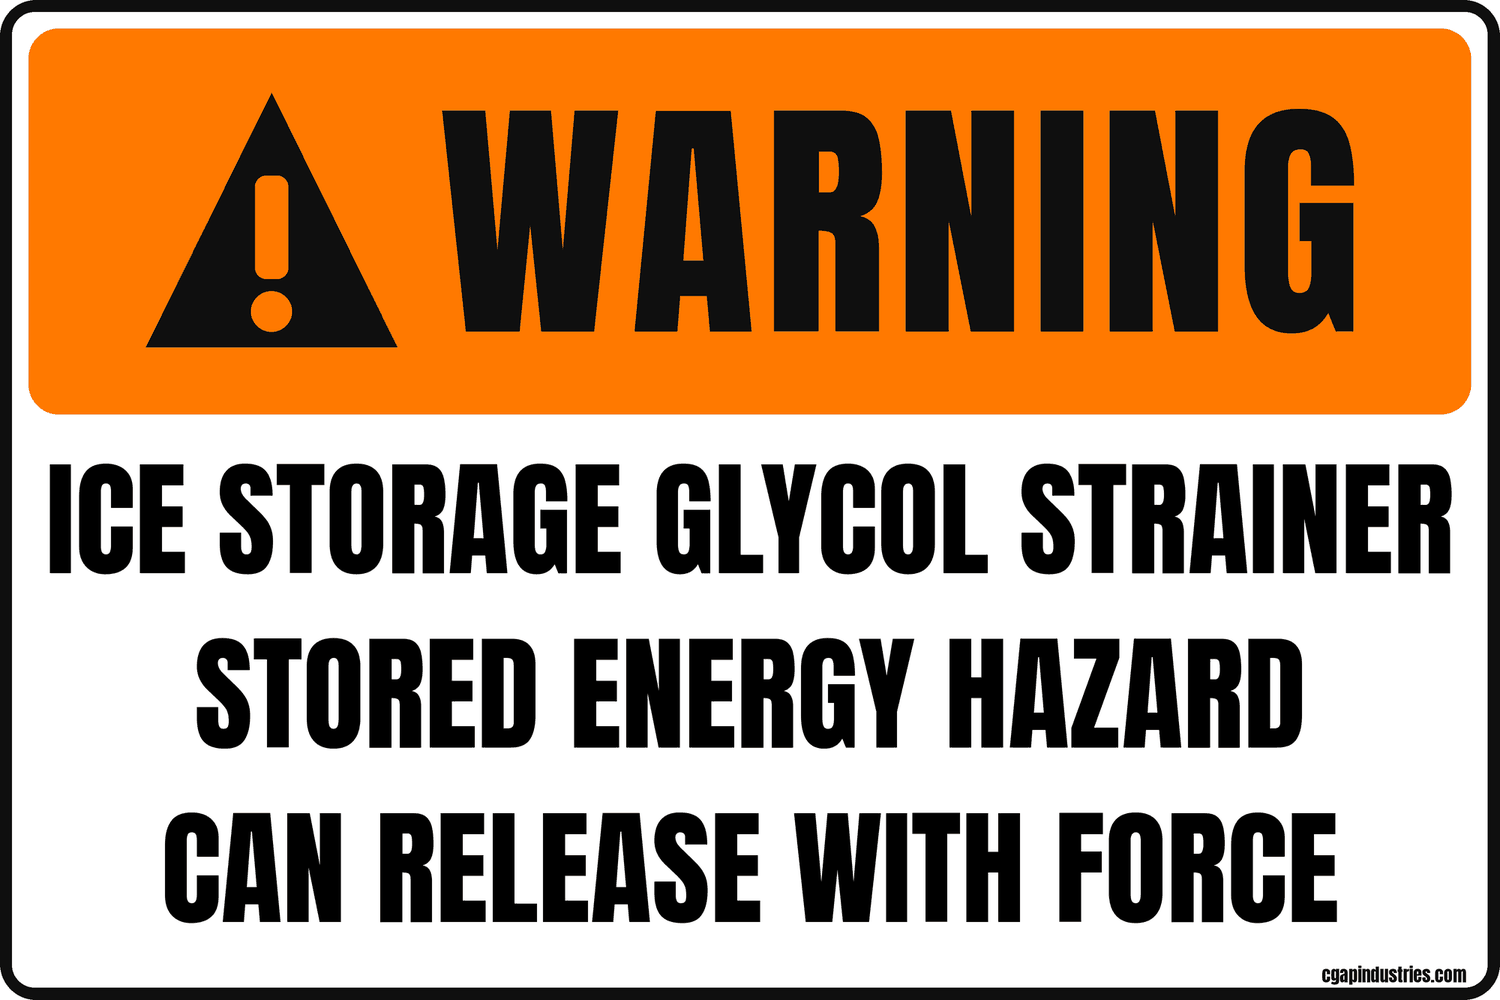 WARNING
ICE STORAGE GLYCOL STRAINER
STORED ENERGY HAZARD
CAN RELEASE WITH FORCE
cgapindustries.com